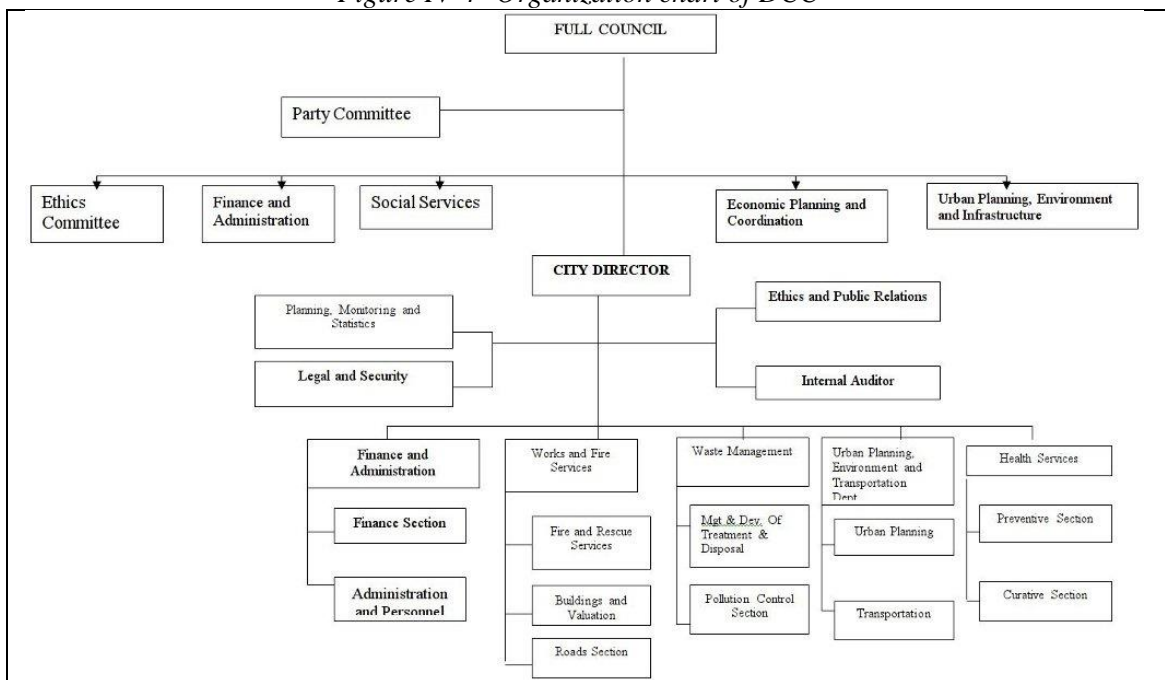 FULL COUNCIL
Party Committee
Ethics
Committee
Finance and
Administration
Social Services
Economic Planning and
Coordination
Urban Planning, Environment
and Infrastructure
CITY DIRECTOR
Planning, Monitoring and
Statistics
Ethics and Public Relations
Legal and Security
Internal Auditor
Finance and
Administration
Works and Fire
Services
Waste Management
Urban Planning,
Environment and
Transportation
Dept
Health Services
Finance Section
Fire and Rescue
Services
Mgt & Dev. Of
Treatment &
Disposal
Urban Planning
Preventive Section
Administration
and Personnel
Buildings and
Valuation
Pollution Control
Section
Transportation
Curative Section
Roads Section